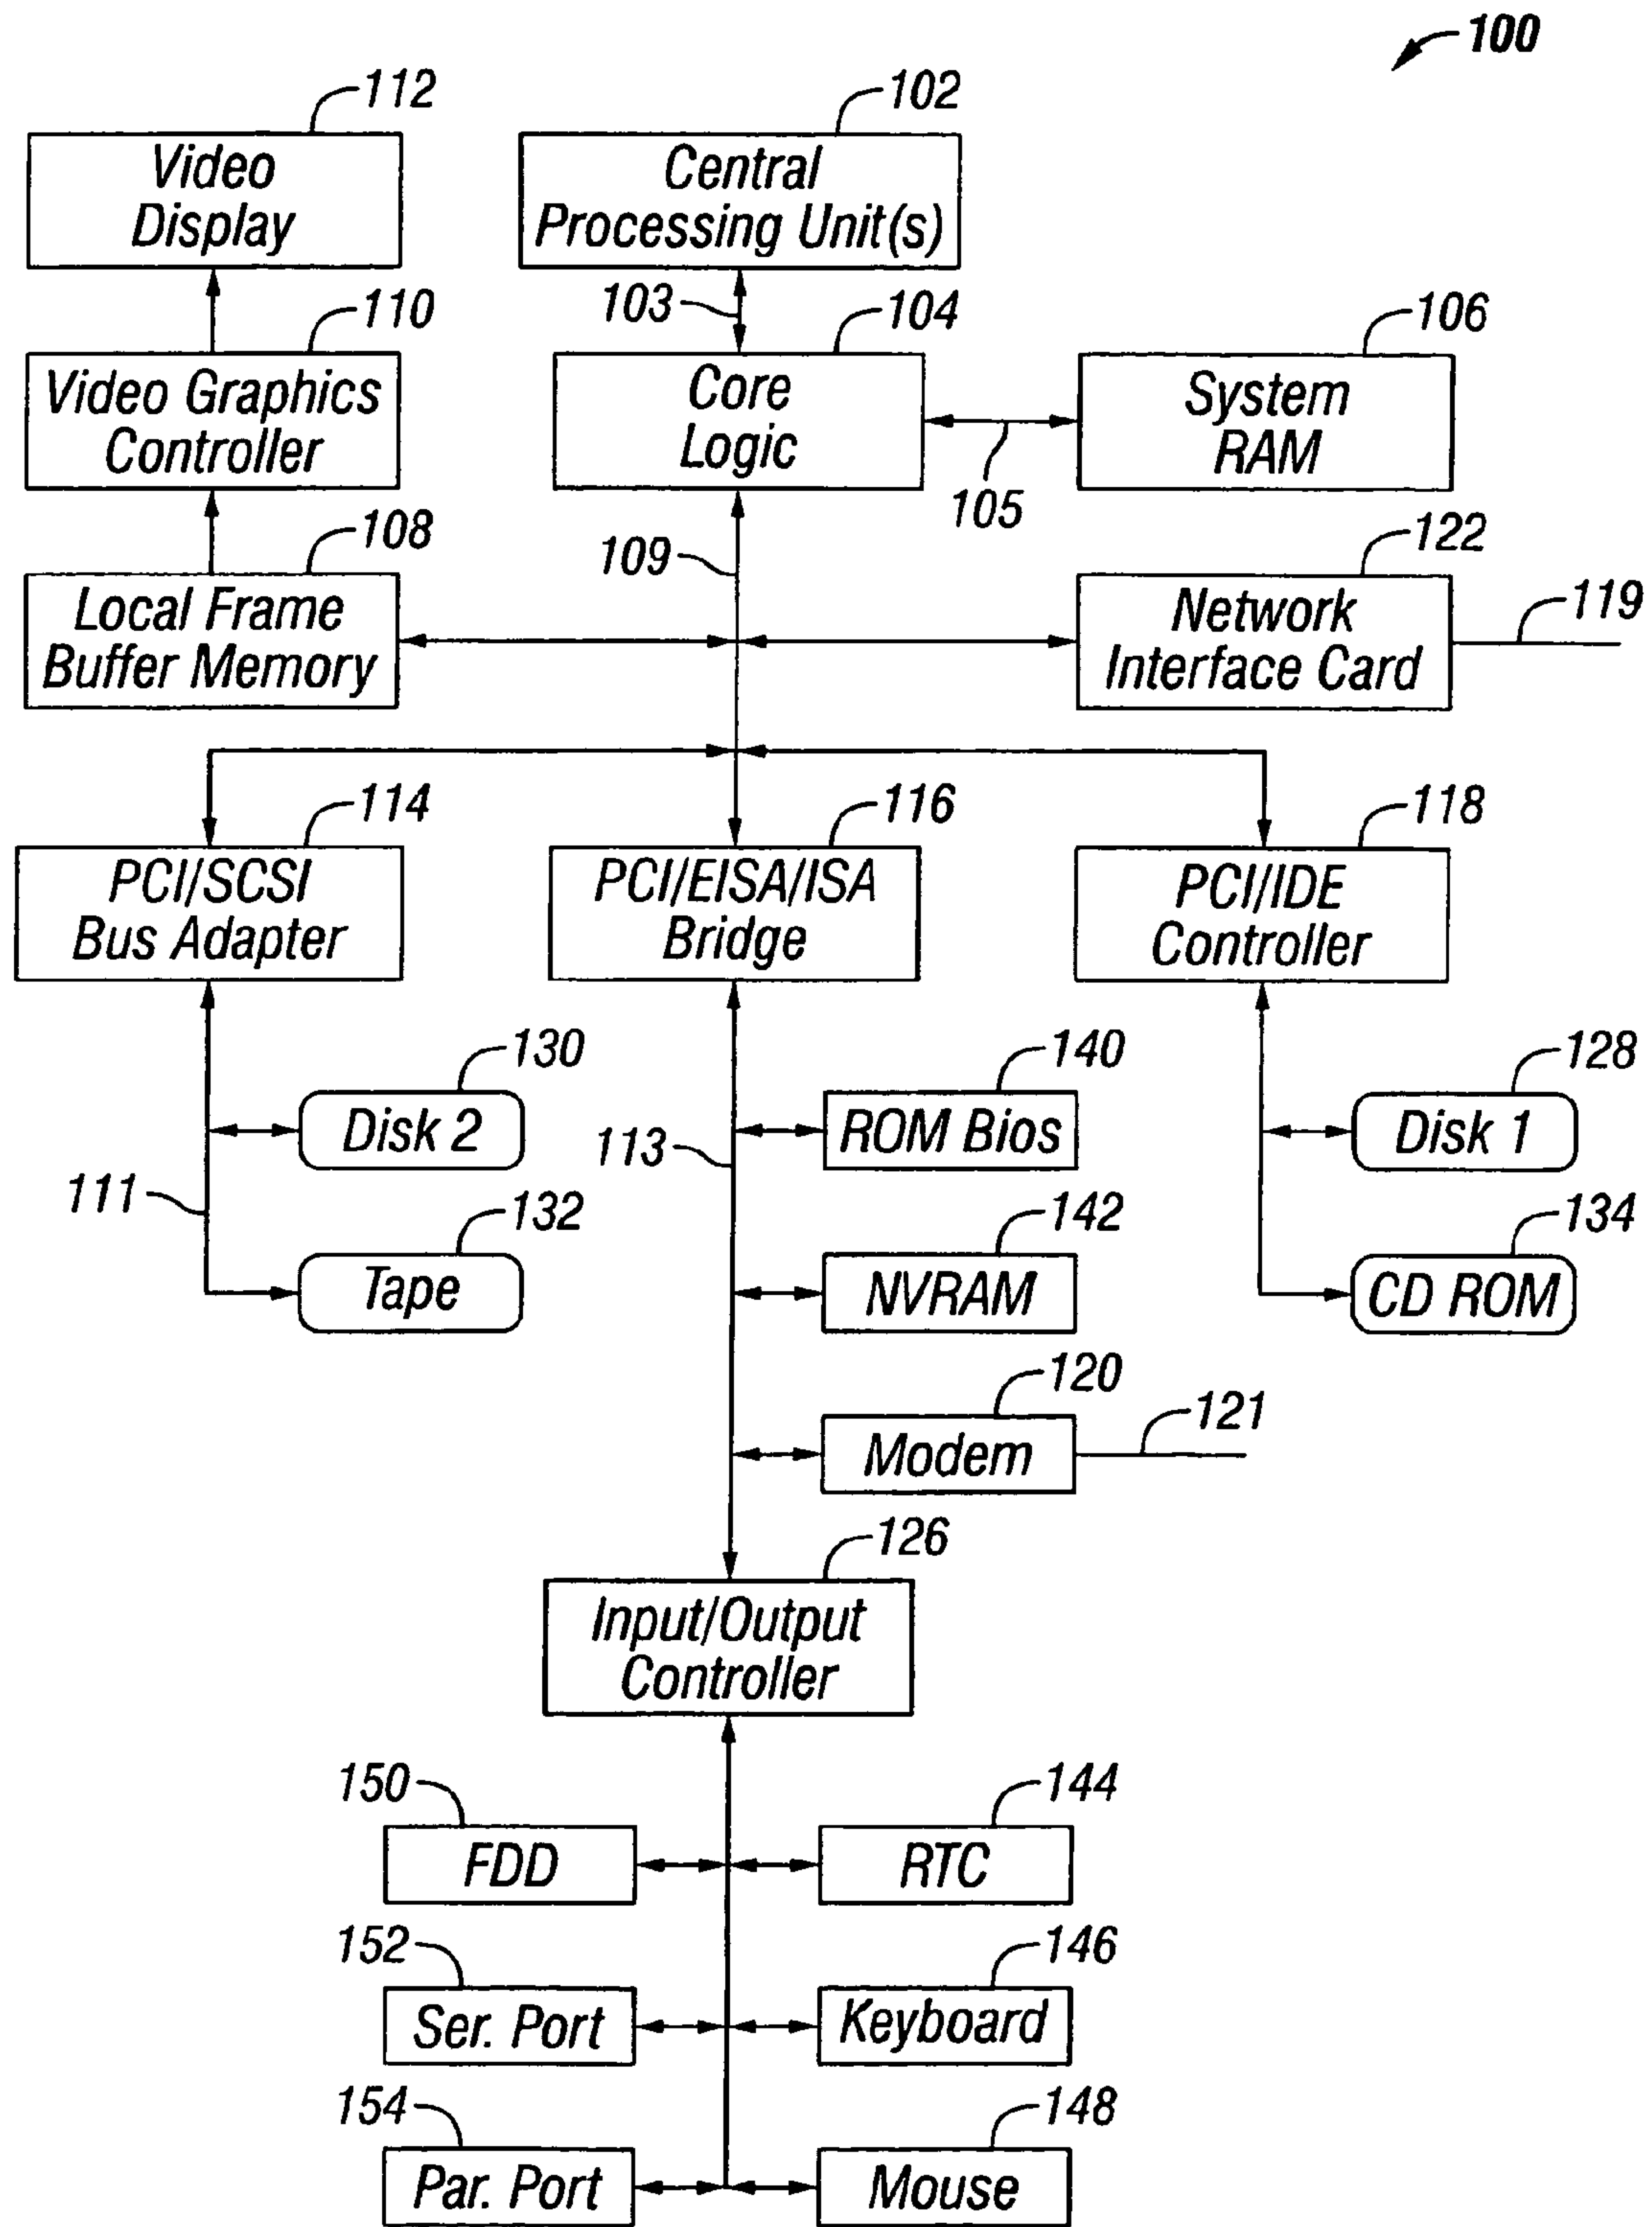 100
112
102
Video
Display
Central
Processing Unit(s)
110
103
104
106
Video Graphics
Controller
Core
Logic
System
RAM
105
108
109
122
119
Local Frame
Buffer Memory
Network
Interface Card
114
116
118
PCI/SCSI
Bus Adapter
PCI/EISA/ISA
Bridge
PCI/IDE
Controller
130
140
128
Disk 2
113
ROM Bios
Disk 1
111
132
142
134
Tape
NVRAM
CD ROM
120
121
Modem
126
Input/Output
Controller
150
144
FDD
RTC
152
146
Ser. Port
Keyboard
154
148
Par. Port
Mouse